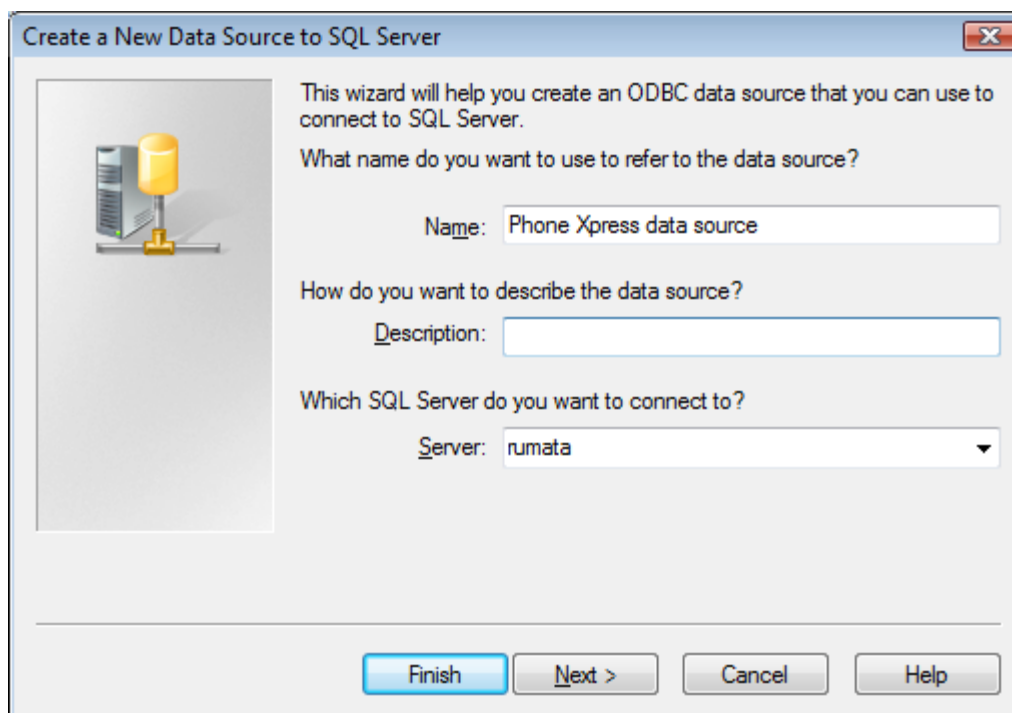 Create a New Data Source to SQL Server
This wizard will help you create an ODBC data source that you can use to
connect to SQL Server.
What name do you want to use to refer to the data source?
Name: Phone Xpress data source
How do you want to describe the data source?
Description:
Which SQL Server do you want to connect to?
Server: rumata
Finish Next > Cancel Help